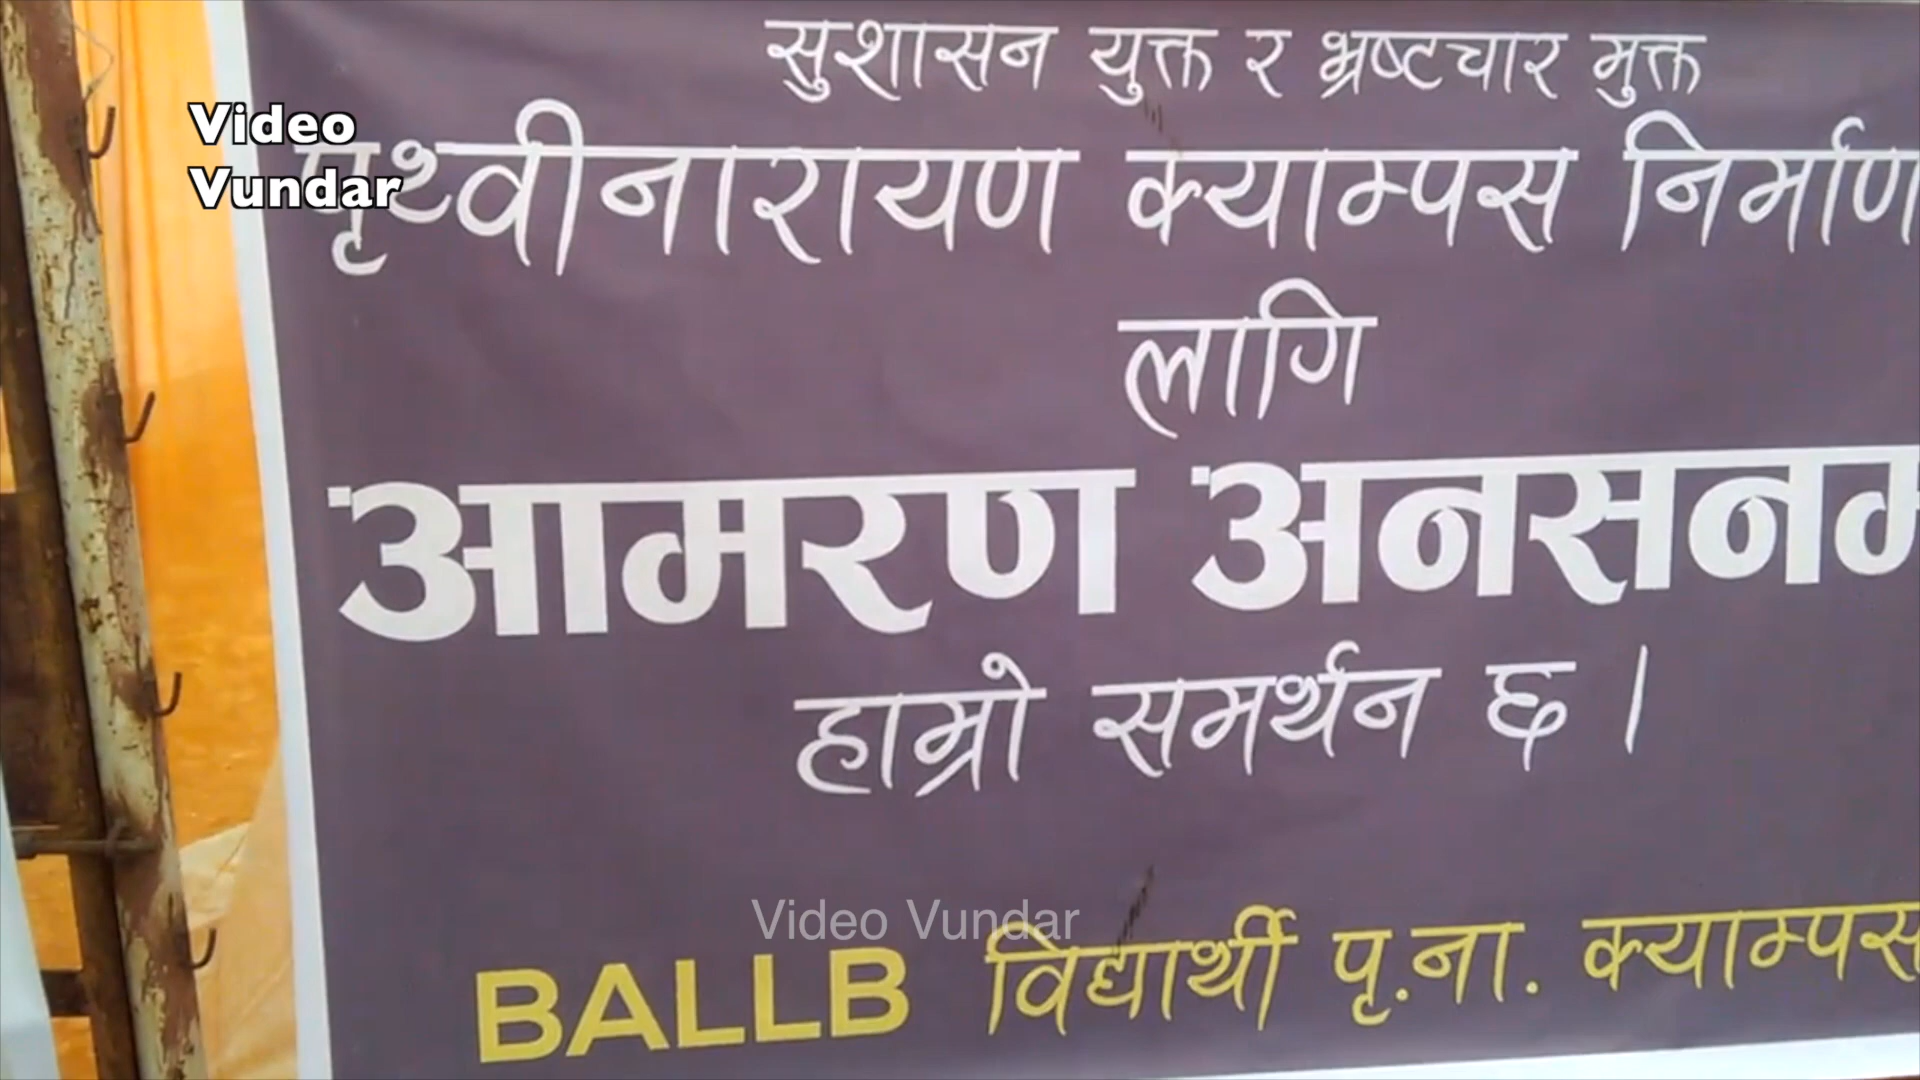 सुशासन युक्त र भ्रष्टचार मुक्त
Video
Vundar
पृथ्वीनारायण क्याम्पस निर्माण
लागि
आमरण अनसनम
हाम्रो समर्थन छ ।
Video Vundar
BALLB विद्यार्थी पृ.ना. क्याम्पस